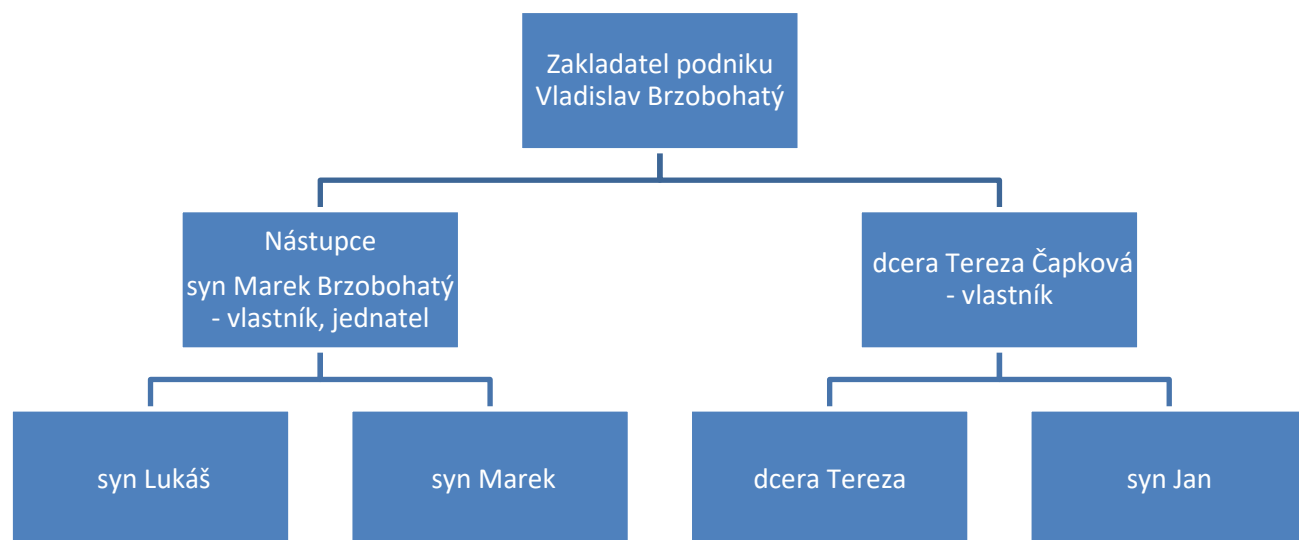 Zakladatel podniku
Vladislav Brzobohatý
Nástupce
syn Marek Brzobohatý
- vlastník, jednatel
dcera Tereza Čapková
- vlastník
syn Lukáš
syn Marek
dcera Tereza
syn Jan